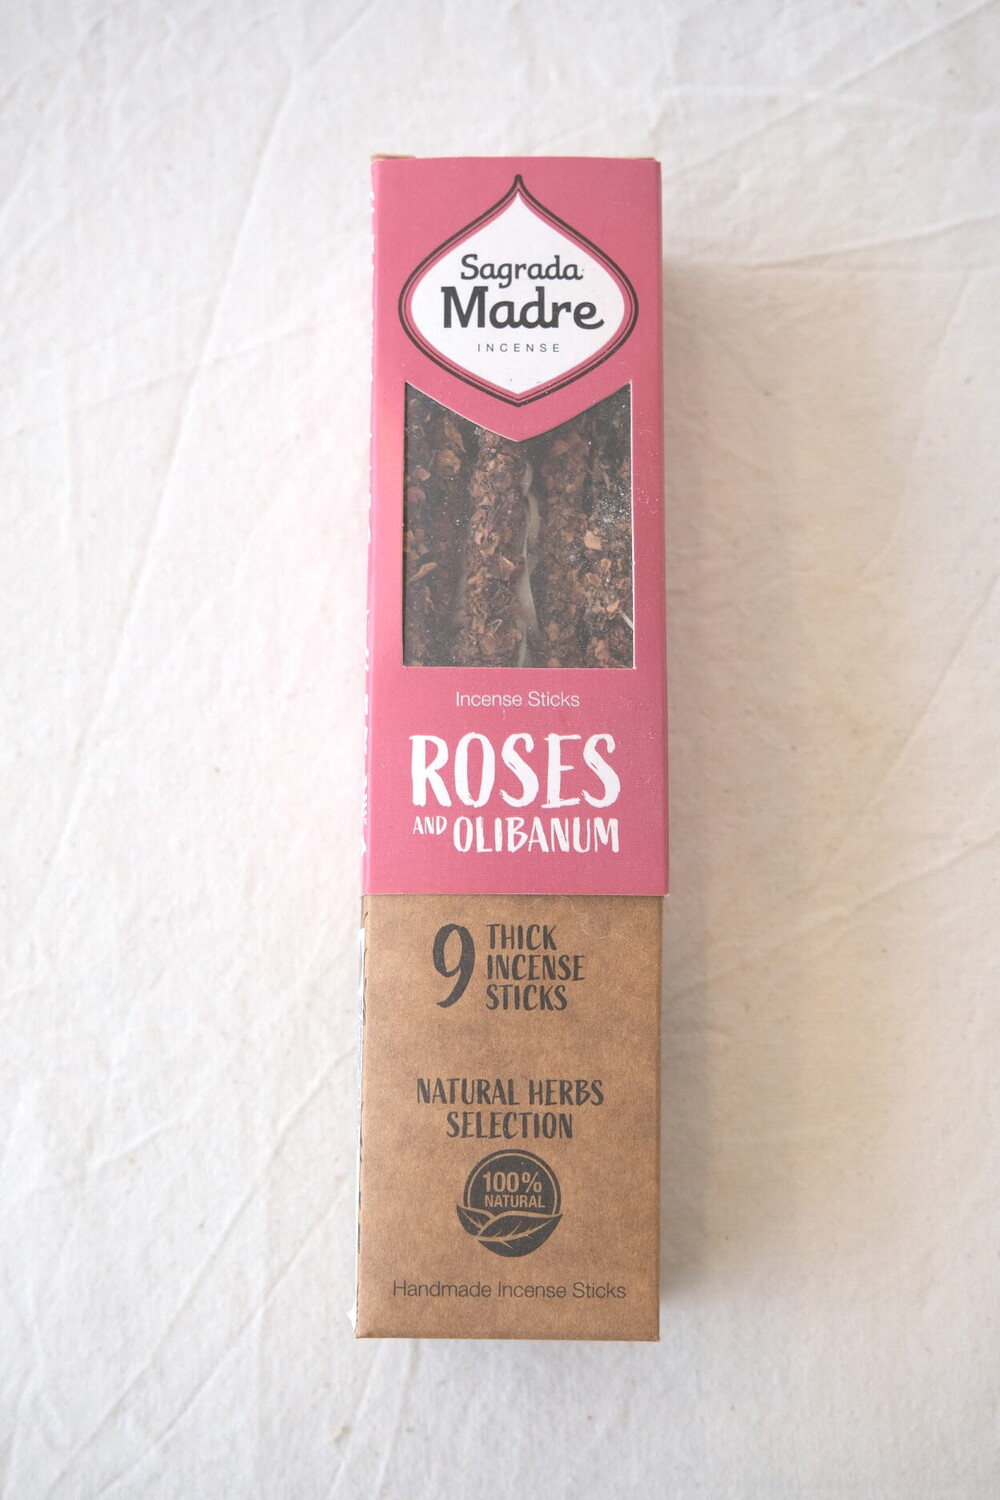 Sagrada
Madre
INCENSE
Incense Sticks
ROSES
AND OLIBANUM
9 THICK
INCENSE
STICKS
NATURAL HERBS
SELECTION
100%
NATURAL
Handmade Incense Sticks